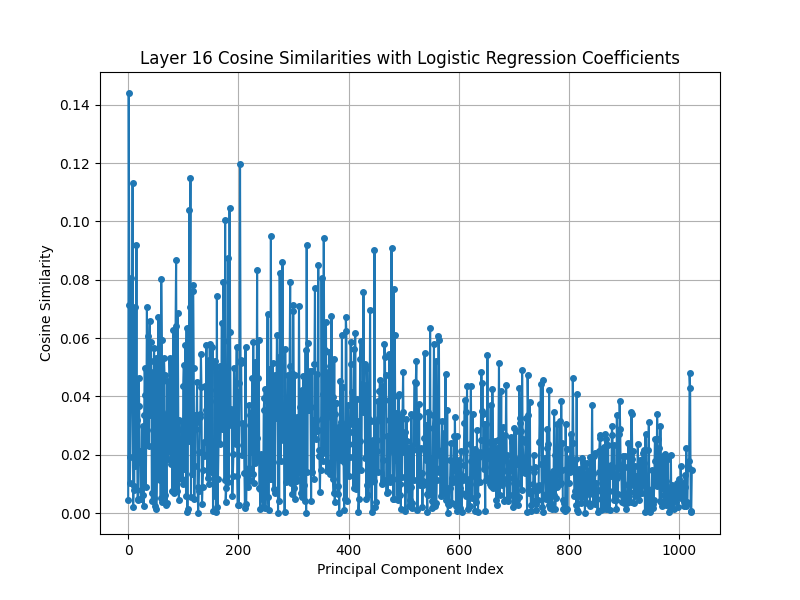 Layer 16 Cosine Similarities with Logistic Regression Coefficients
0.14
0.12
0.10
0.08
0.06
0.04
0.02
0.00
Cosine Similarity
0 200 400 600 800 1000
Principal Component Index